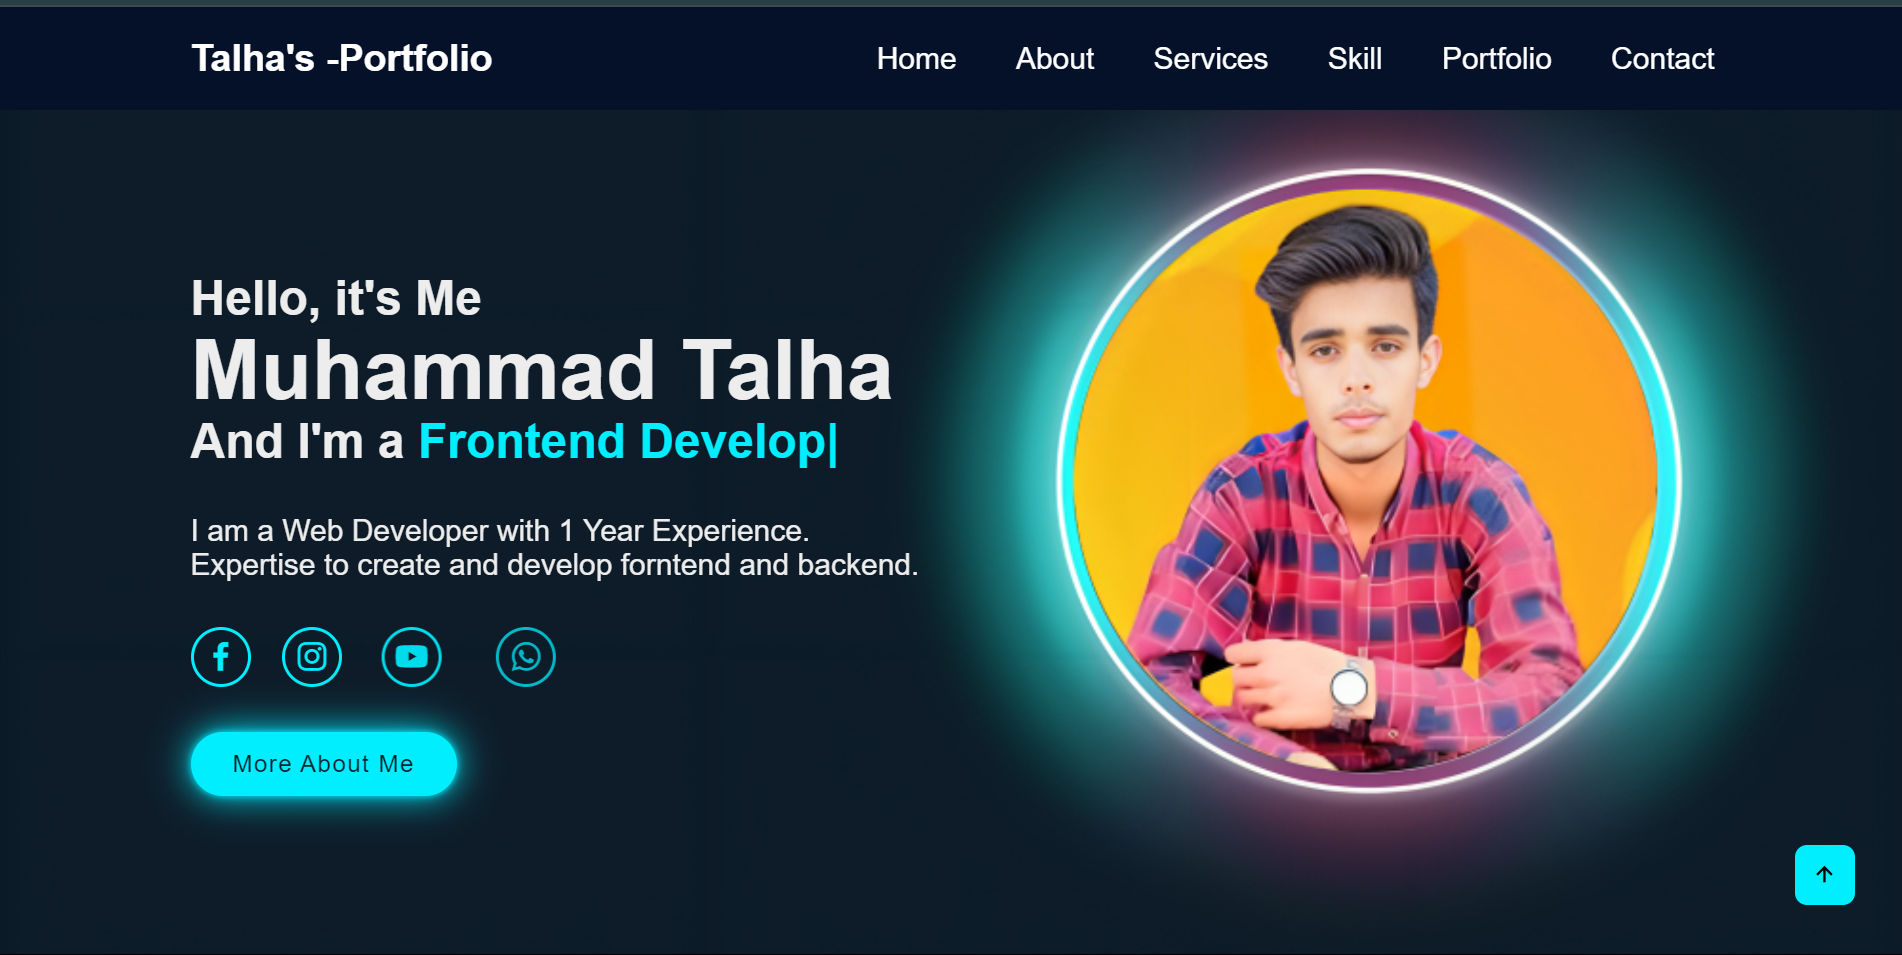 Talha's -Portfolio
Home About Services Skill Portfolio Contact
Hello, it's Me
Muhammad Talha
And I'm a Frontend Develop|
I am a Web Developer with 1 Year Experience.
Expertise to create and develop forntend and backend.
More About Me